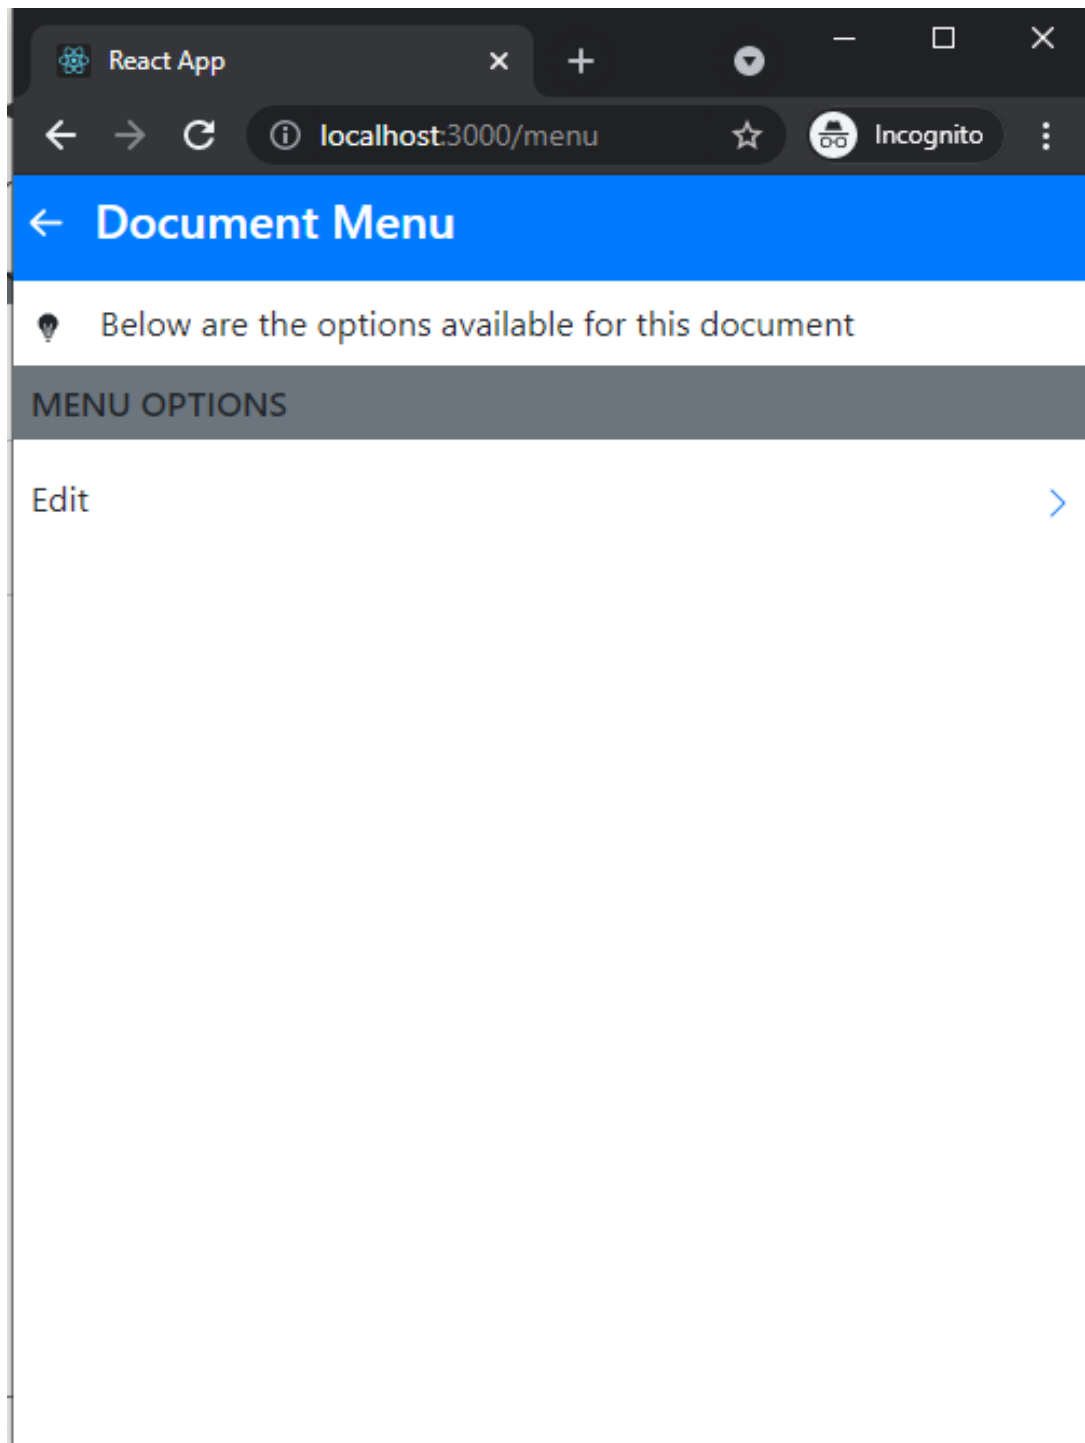 React App
localhost:3000/menu
Incognito
Document Menu
Below are the options available for this document
MENU OPTIONS
Edit